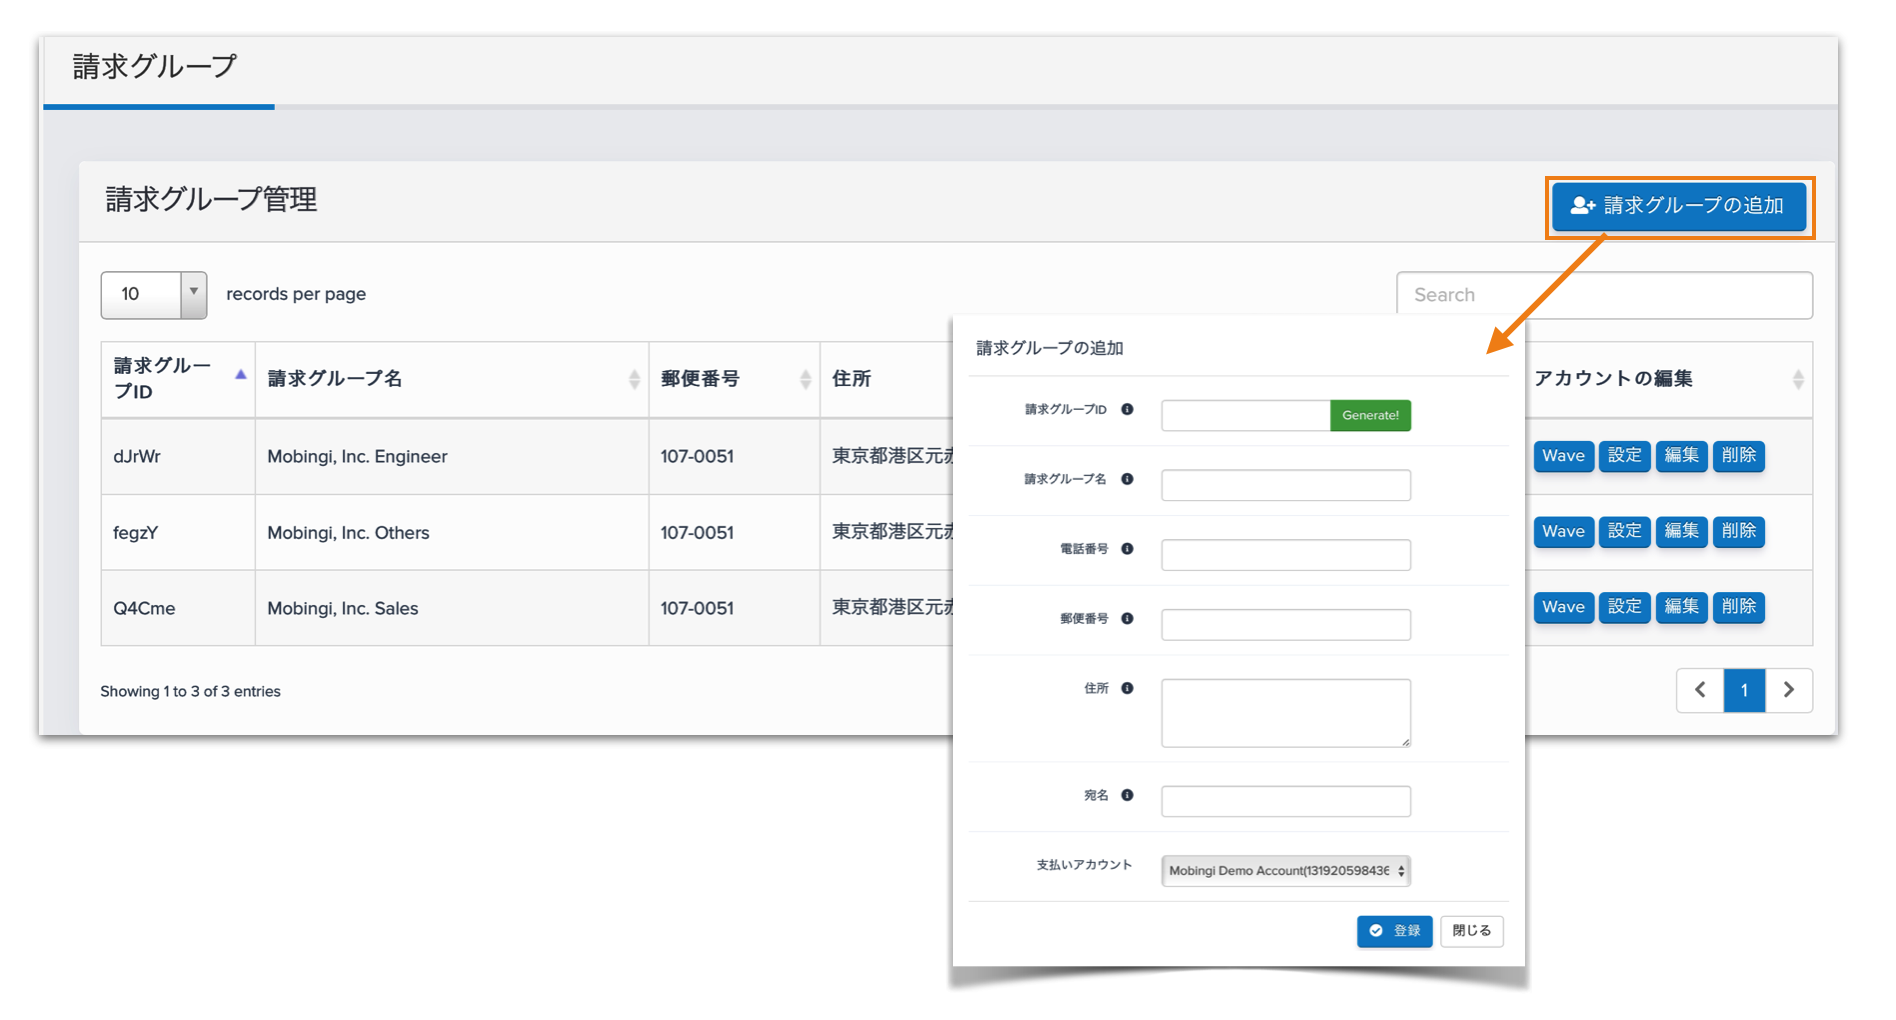 請求グループ
請求グループ管理
請求グループの追加
10
records per page
Search
請求グルー
プID
請求グループ名
郵便番号
住所
アカウントの編集
dJrWr
Mobingi, Inc. Engineer
107-0051
東京都港区元
Wave 設定 編集 削除
fegzY
Mobingi, Inc. Others
107-0051
東京都港区元
Wave 設定 編集 削除
Q4Cme
Mobingi, Inc. Sales
107-0051
東京都港区元
Wave 設定 編集 削除
Showing 1 to 3 of 3 entries
1
請求グループの追加
請求グループID
Generate!
請求グループ名
電話番号
郵便番号
住所
宛名
支払いアカウント
Mobingi Demo Account(131920598436
登録
閉じる